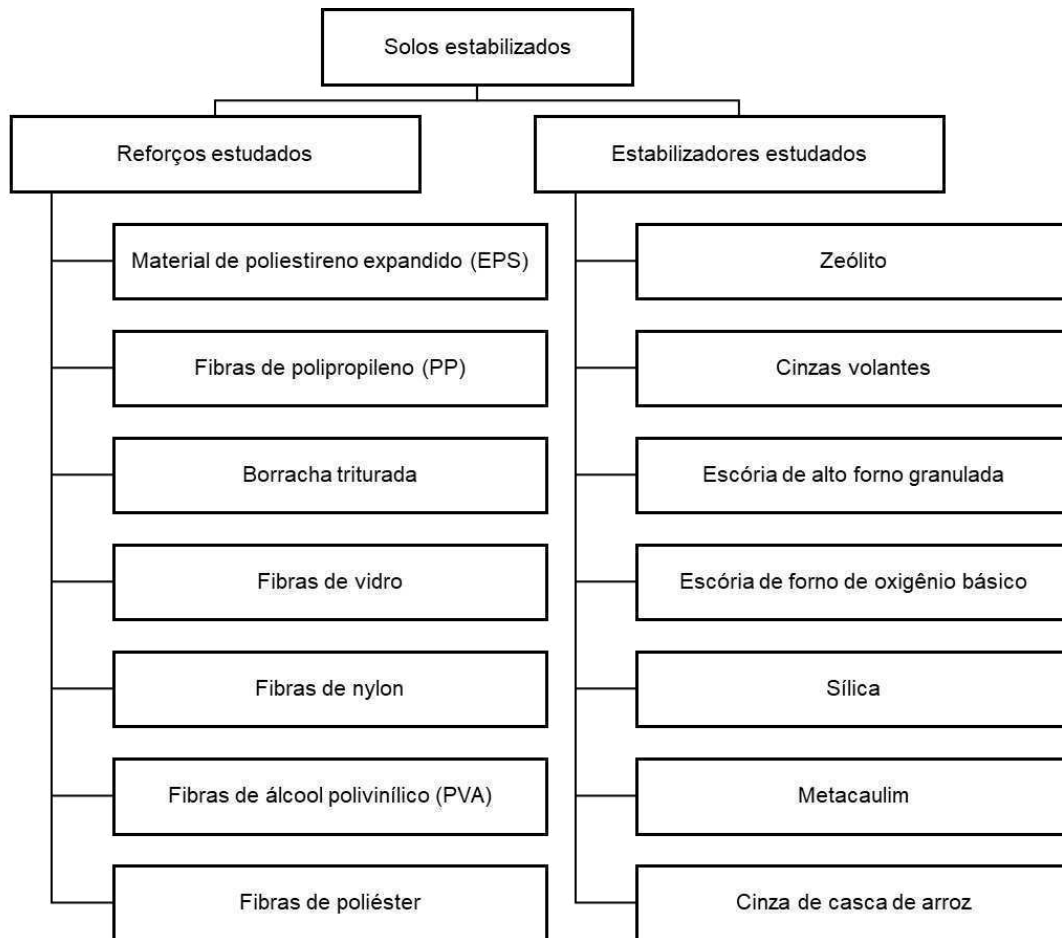 Solos estabilizados
Reforços estudados
Estabilizadores estudados
Material de poliestireno expandido (EPS)
Fibras de polipropileno (PP)
Borracha triturada
Fibras de vidro
Fibras de nylon
Fibras de álcool polivinílico (PVA)
Fibras de poliéster
Zeólito
Cinzas volantes
Escória de alto forno granulada
Escória de forno de oxigênio básico
Sílica
Metacaulim
Cinza de casca de arroz